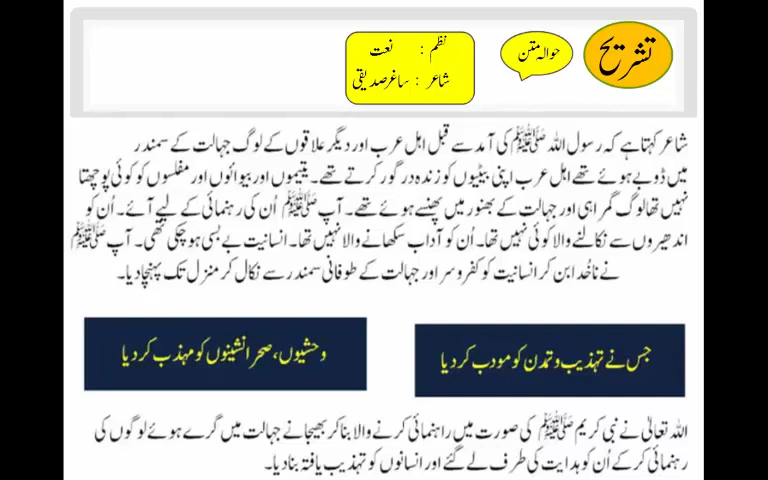 تشریح
حوالہ متن
نظم : نعت
شاعر : ساغر صدیقی
شاعر کہتا ہے کہ رسول اللہ ﷺ کی آمد سے قبل اہل عرب اور دیگر علاقوں کے لوگ جہالت کے سمندر
میں ڈوبے ہوئے تھے اہل عرب اپنی بیٹیوں کو زندہ درگور کرتے تھے۔ یتیموں اور بیوائوں اور مفلسوں کو کوئی پوچھتا
نہیں تھا لوگ گمراہی اور جہالت کے بھنور میں پھنسے ہوئے تھے۔ آپ ﷺ اُن کی رہنمائی کے لیے آئے۔ اُن کو
اندھیروں سے نکالنے والا کوئی نہیں تھا۔ اُن کو آداب سکھانے والا نہیں تھا۔ انسانیت بے بسی ہوچکی تھی۔ آپ ﷺ
نے ناخُدا بن کر انسانیت کو کفر و سر اور جہالت کے طوفانی سمندر سے نکال کر منزل تک پہنچا دیا۔
جس نے تہذیب و تمدن کو مودب کر دیا
وحشیوں، صحرا نشینوں کو مہذب کر دیا
اللہ تعالیٰ نے نبی کریم ﷺ کی صورت میں راہنمائی کرنے والا بنا کر بھیجا نے جہالت میں گرے ہوئے لوگوں کی
رہنمائی کر کے اُن کو ہدایت کی طرف لے گئے اور انسانوں کو تہذیب یافتہ بنا دیا۔